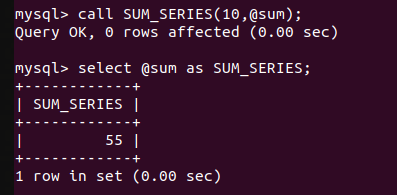 mysql> call SUM_SERIES(10,@sum);
Query OK, 0 rows affected (0.00 sec)

mysql> select @sum as SUM_SERIES;
+------------+
| SUM_SERIES |
+------------+
|         55 |
+------------+
1 row in set (0.00 sec)